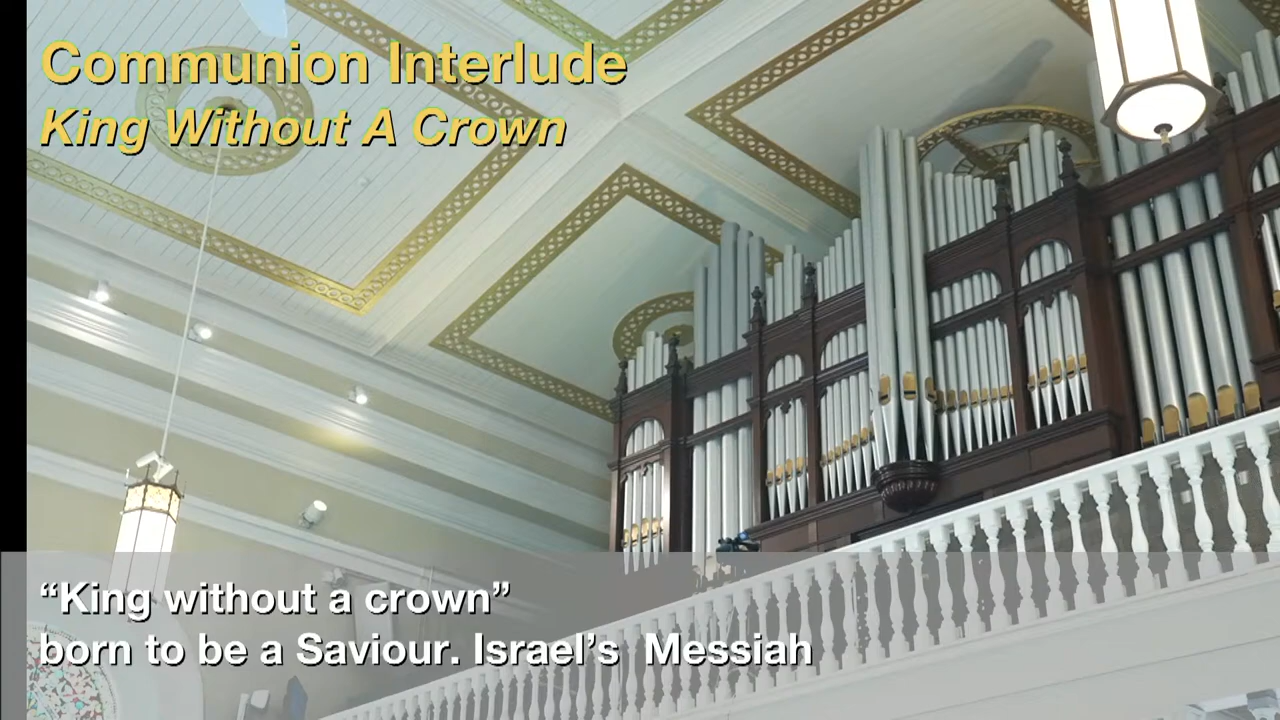 Communion Interlude
King Without A Crown
“King without a crown”
born to be a Saviour. Israel’s  Messiah